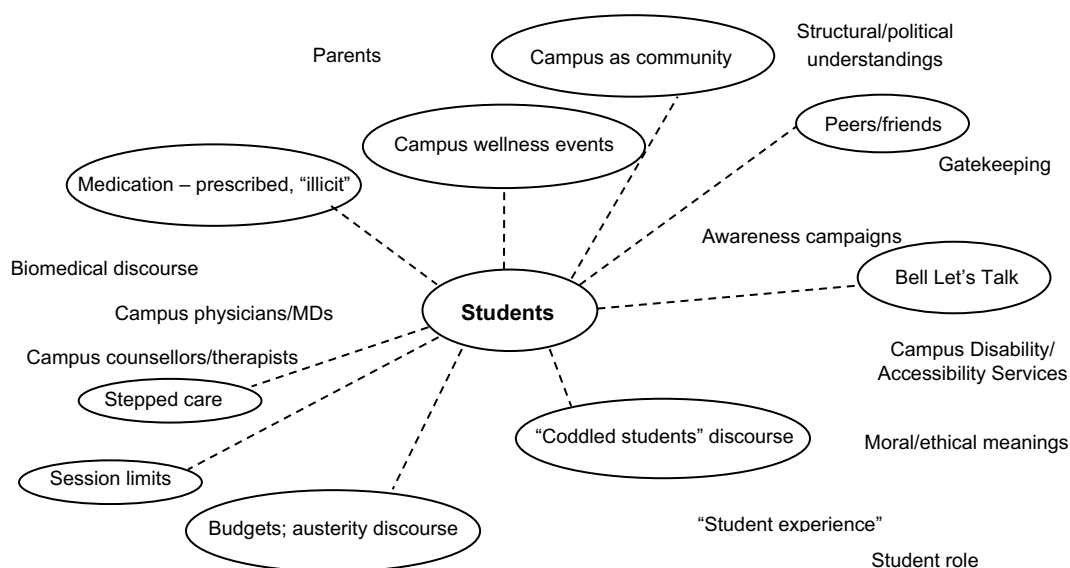 Structural/political
understandings
Parents
Campus as community
Peers/friends
Campus wellness events
Gatekeeping
Medication – prescribed, “illicit”
Awareness campaigns
Biomedical discourse
Bell Let’s Talk
Students
Campus physicians/MDs
Campus counsellors/therapists
Campus Disability/
Accessibility Services
Stepped care
“Coddled students” discourse
Moral/ethical meanings
Session limits
Budgets; austerity discourse
“Student experience”
Student role